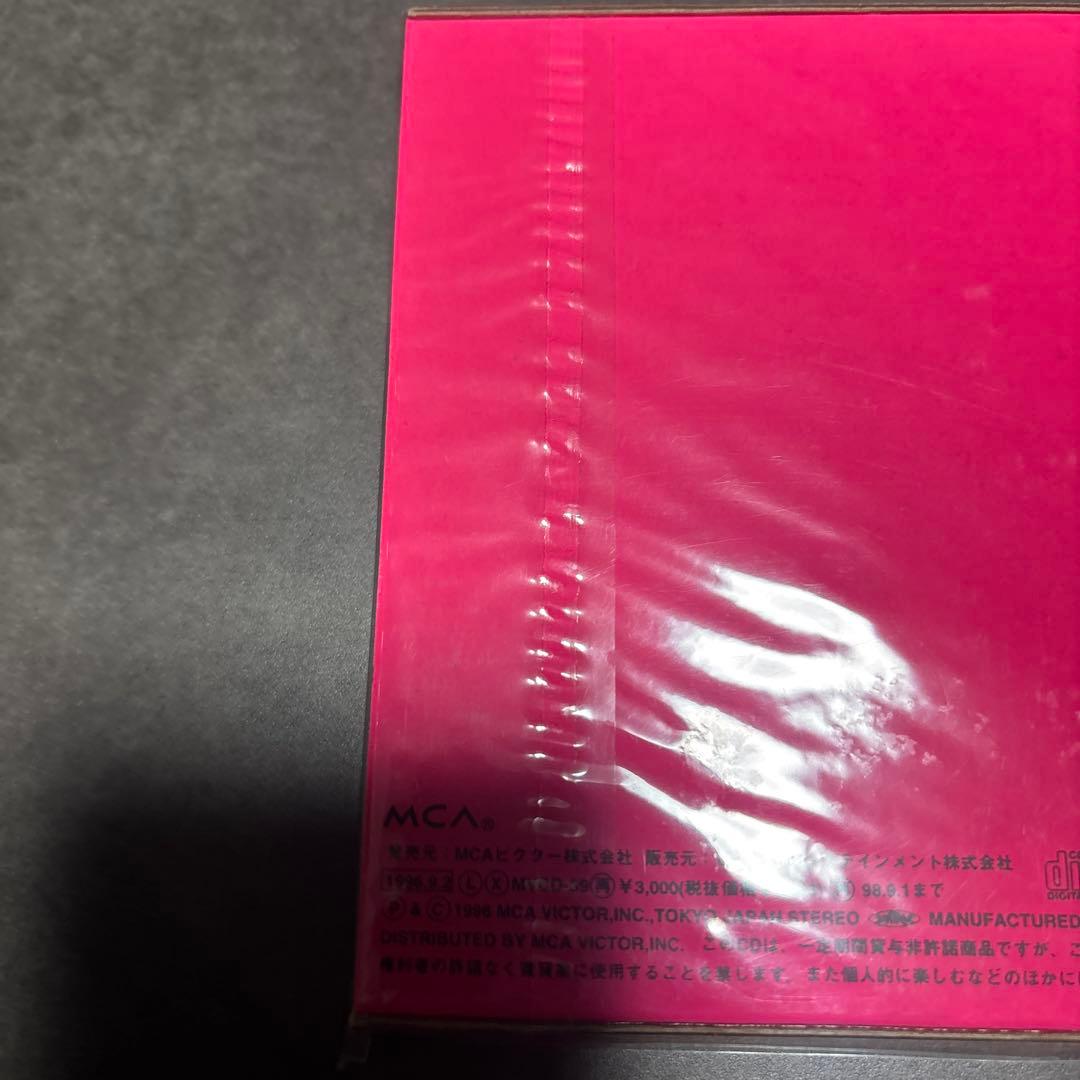 MCA®
発売元：MCAビクター株式会社 販売元： テインメント株式会社
1996.9.2 Ⓛ Ⓧ MVCD-39 ㊢ ¥3,000(税抜価格 98.9.1まで
Ⓟ & Ⓒ 1996 MCA VICTOR,INC.,TOKYO JAPAN STEREO MANUFACTURED
DISTRIBUTED BY MCA VICTOR,INC. このCDは、一定期間貸与非許諾商品ですが、こ
権利者の許諾なく賃貸業に使用することを禁じます。また個人的に楽しむなどのほかに
DIGITA